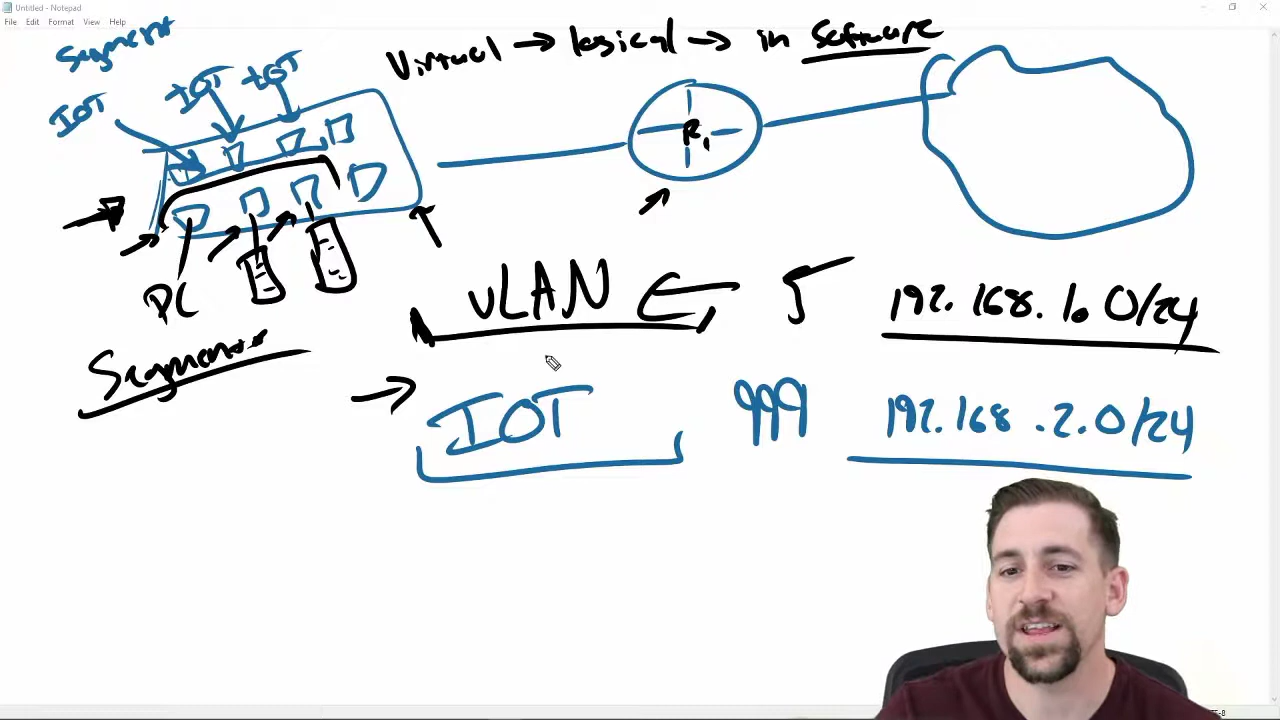 Untitled - Notepad
File Edit Format View Help
Virtual → logical → in Software
Segment
IOT IOT IOT
R1
PC
Segment
VLAN ← 5 192.168.1.0/24
→ IOT 999 192.168.2.0/24